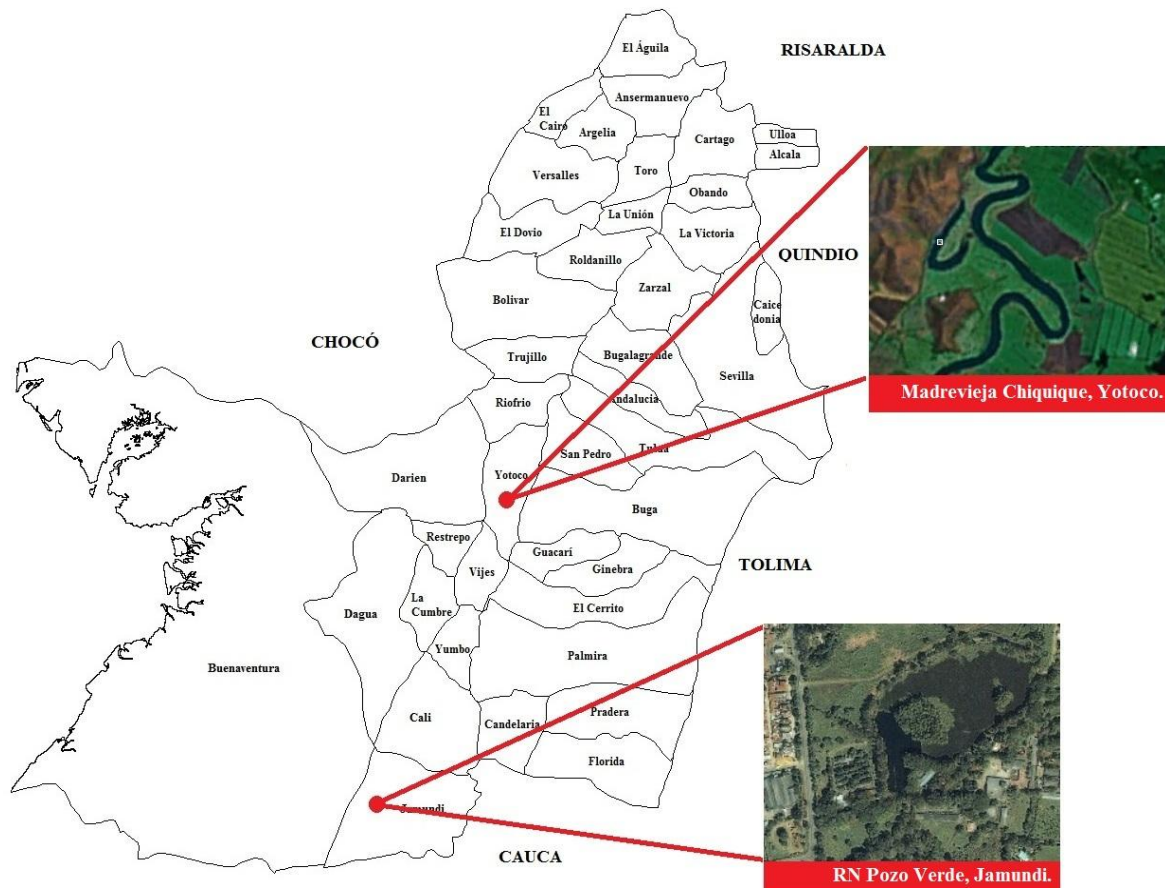 El Águila
RISARALDA
Ansermanuevo
El
Cairo
Argelia
Cartago
Ulloa
Alcala
Versalles
Toro
Obando
La Unión
El Dovio
La Victoria
Roldanillo
QUINDIO
Zarzal
Bolivar
Caice
donia
CHOCÓ
Trujillo
Bugalagrande
Sevilla
Madrevieja Chiquique, Yotoco.
Riofrio
Andalucia
San Pedro
Tulua
Yotoco
Darien
Buga
Restrepo
Guacarí
Vijes
Ginebra
TOLIMA
Dagua
La
Cumbre
El Cerrito
Yumbo
Palmira
Buenaventura
Cali
Candelaria
Pradera
Florida
Jamundi
CAUCA
RN Pozo Verde, Jamundi.